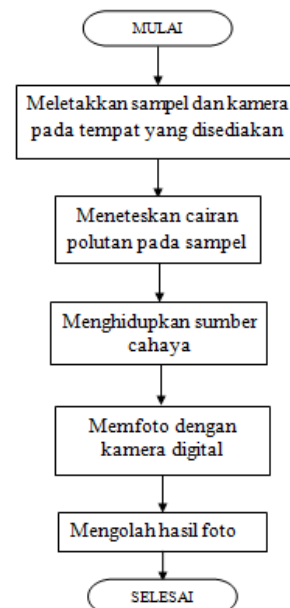 MULAI
Meletakkan sampel dan kamera
pada tempat yang disediakan
Meneteskan cairan
polutan pada sampel
Menghidupkan sumber
cahaya
Memfoto dengan
kamera digital
Mengolah hasil foto
SELESAI